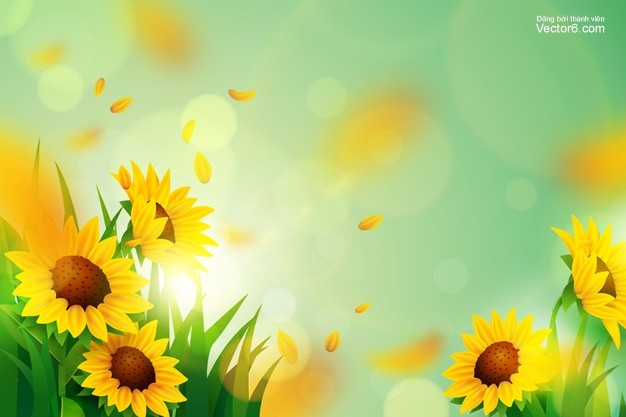 Đăng bởi thành viên
Vector6.com